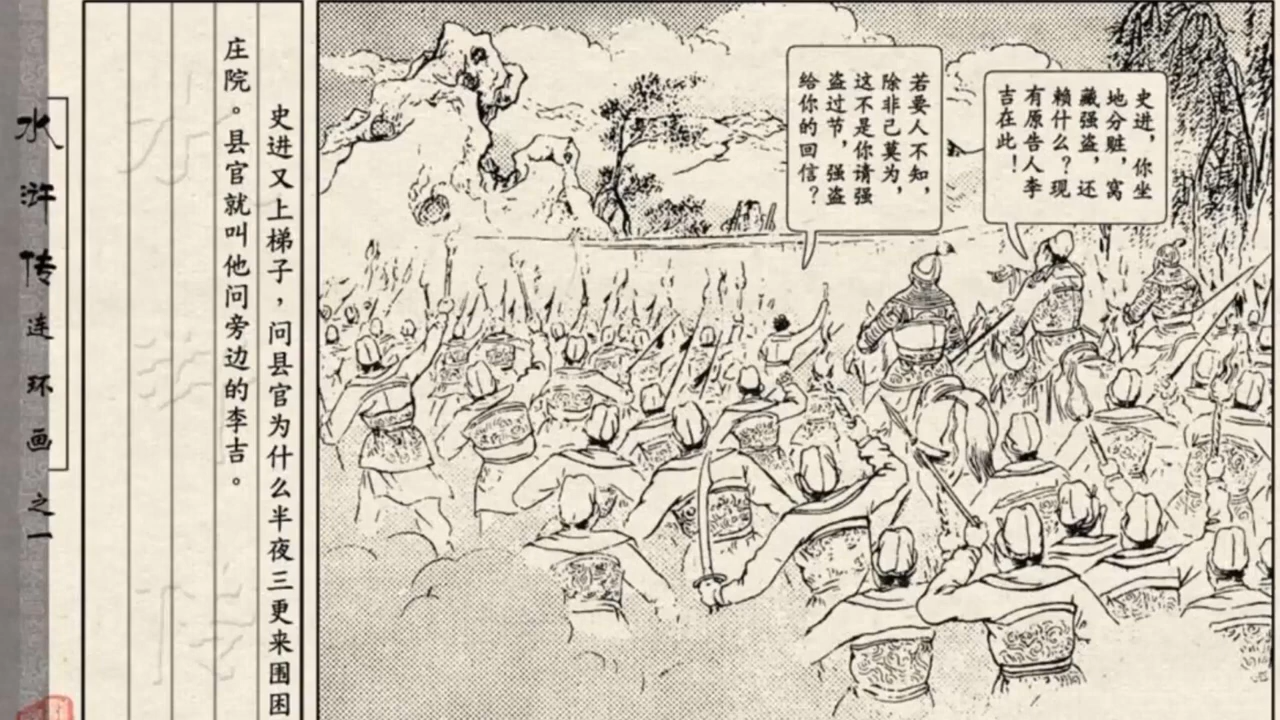 水浒传连环画之一
史进又上梯子，问县官为什么半夜三更来围困
庄院。县官就叫他问旁边的李吉。
史进，你坐
地分赃，窝
藏强盗，还
赖什么？现
有原告人李
吉在此！
若要人不知，
除非己莫为，
这不是你请强
盗过节，强盗
给你的回信？